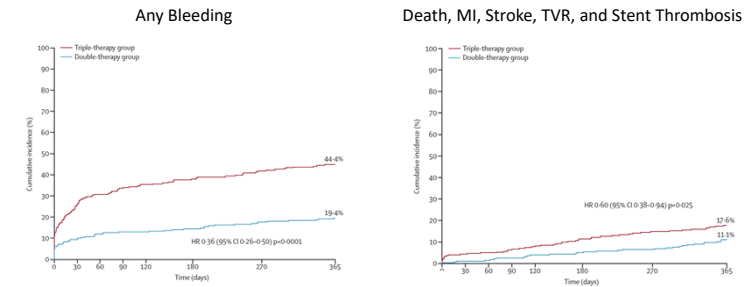 Any Bleeding
Death, MI, Stroke, TVR, and Stent Thrombosis
100
90
80
70
60
50
40
30
20
10
0
Cumulative incidence (%)
Triple-therapy group
Double-therapy group
44·4%
19·4%
HR 0·36 (95% CI 0·26–0·50) p<0·0001
0 30 60 90 120 180 270 365
Time (days)
100
90
80
70
60
50
40
30
20
10
0
Cumulative incidence (%)
Triple-therapy group
Double-therapy group
HR 0·60 (95% CI 0·38–0·94) p=0·025
17·6%
11·1%
30 60 90 120 180 270 365
Time (days)